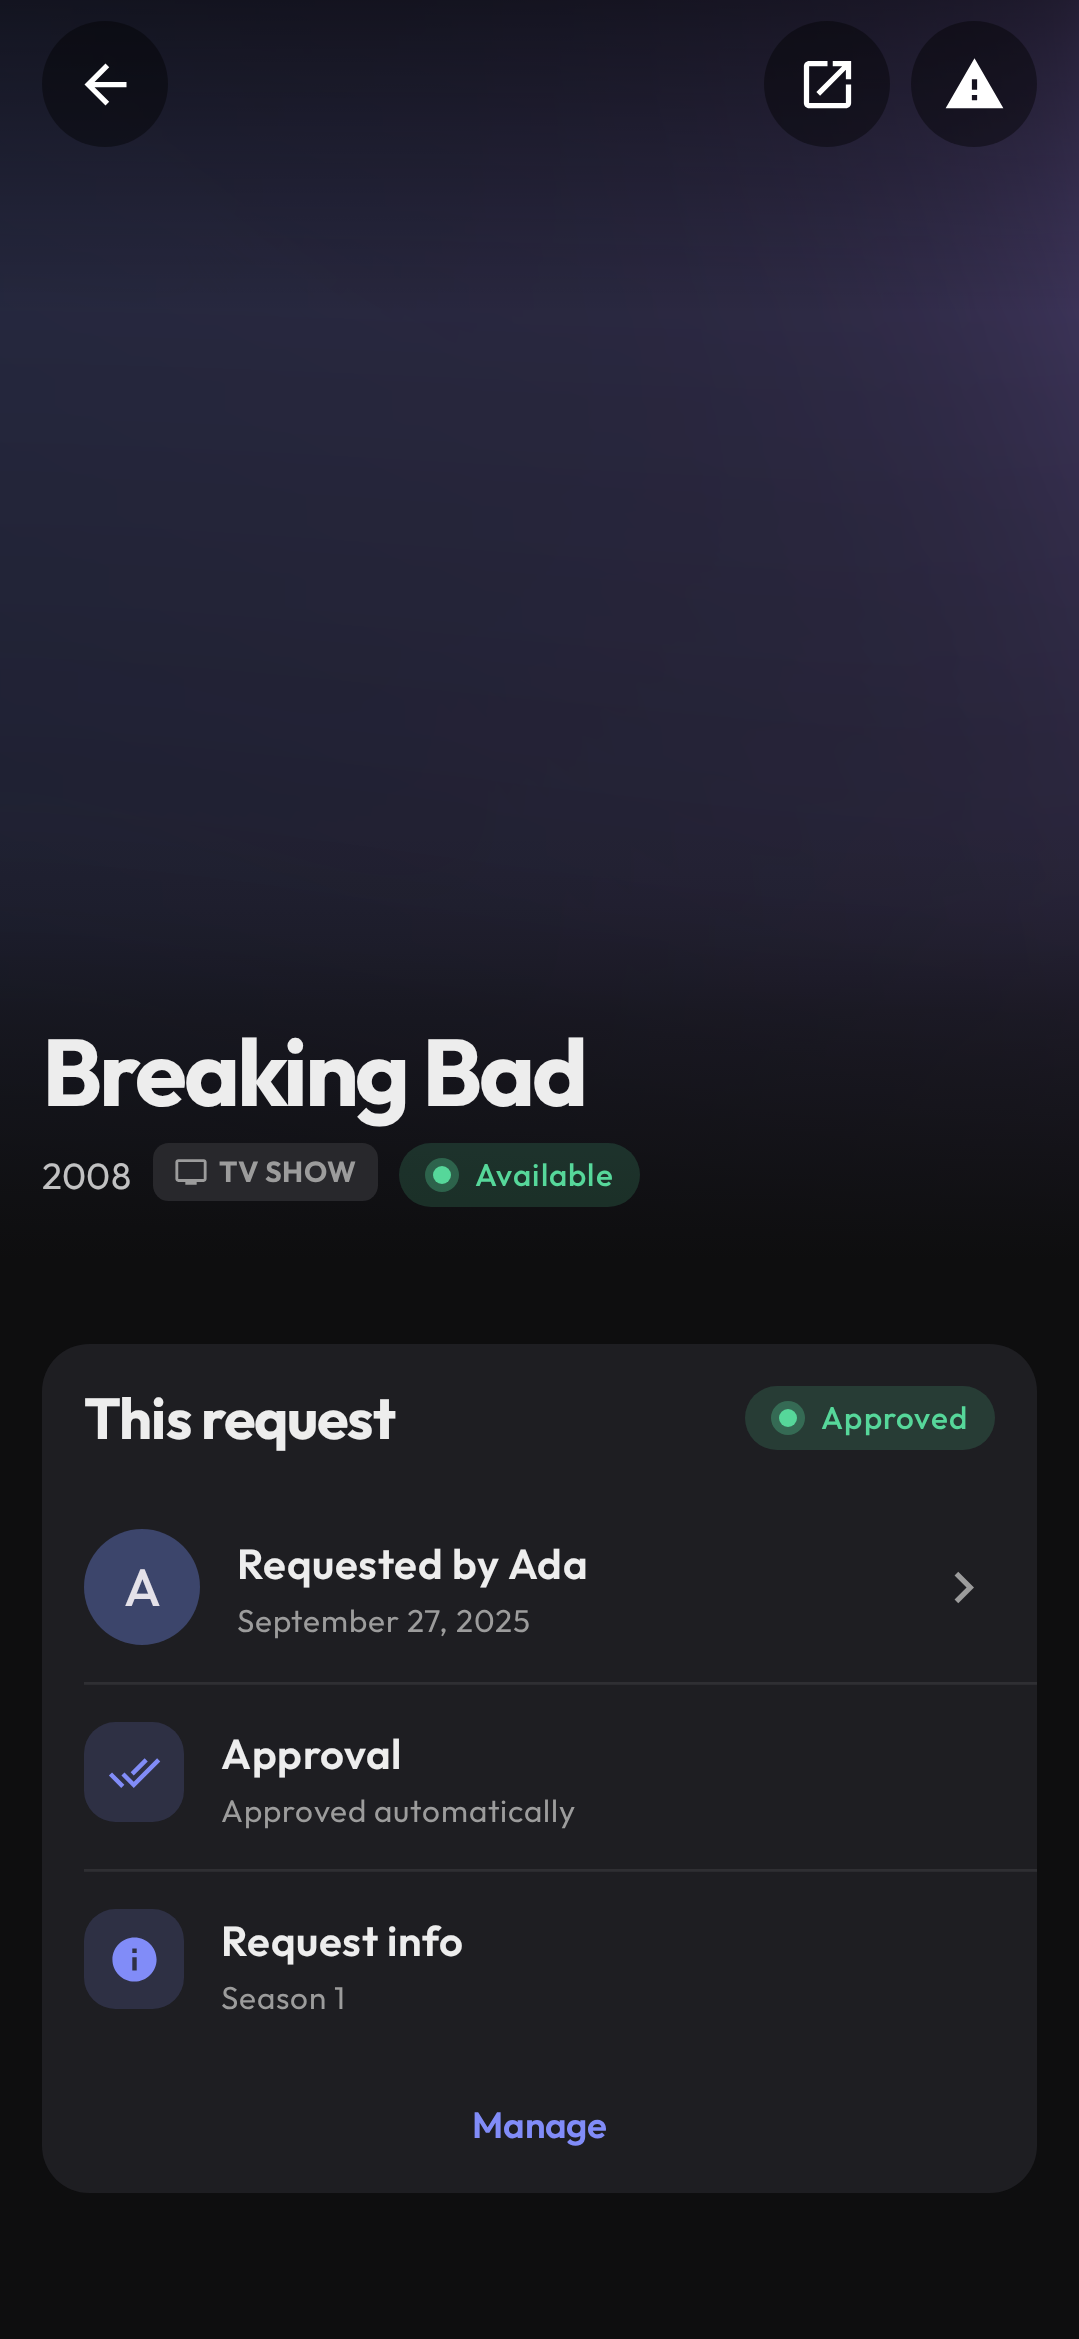 Breaking Bad
2008
TV SHOW
Available
This request
Approved
A
Requested by Ada
September 27, 2025
Approval
Approved automatically
Request info
Season 1
Manage